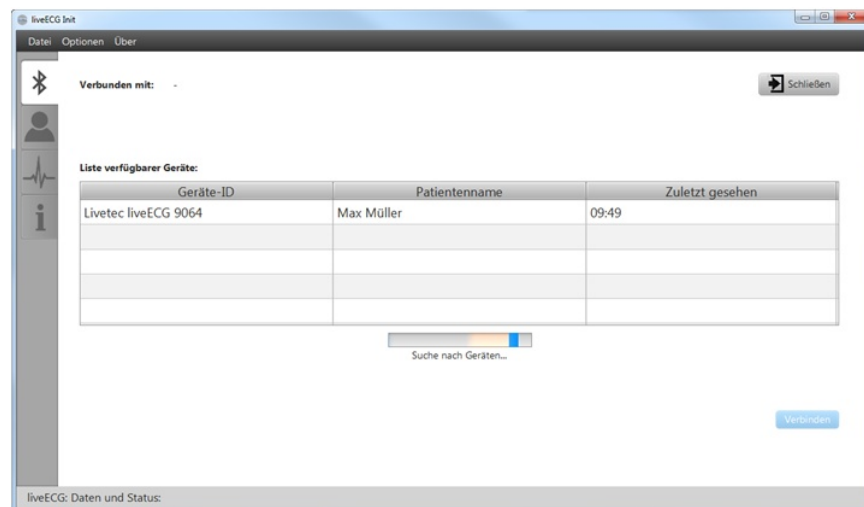 liveECG Init
Datei Optionen Über
Verbunden mit: -
Schließen
Liste verfügbarer Geräte:
Geräte-ID Patientenname Zuletzt gesehen
Livetec liveECG 9064 Max Müller 09:49
Suche nach Geräten...
Verbinden
liveECG: Daten und Status: